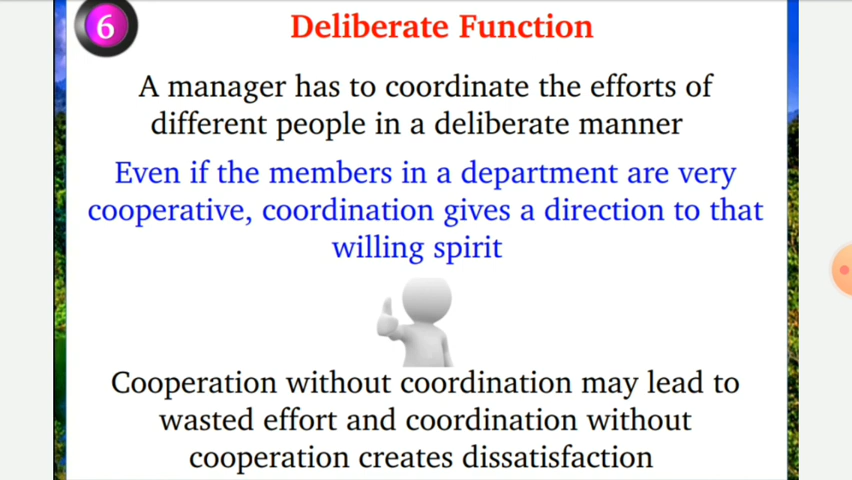 6
Deliberate Function
A manager has to coordinate the efforts of
different people in a deliberate manner
Even if the members in a department are very
cooperative, coordination gives a direction to that
willing spirit
Cooperation without coordination may lead to
wasted effort and coordination without
cooperation creates dissatisfaction